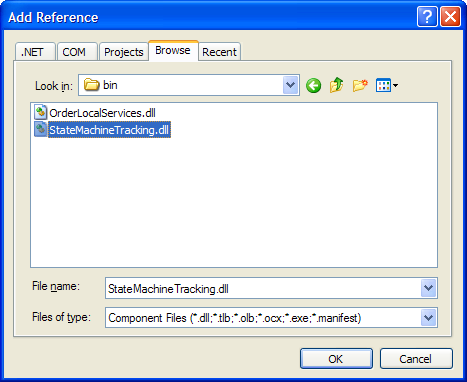 Add Reference
.NET COM Projects Browse Recent
Look in: bin
OrderLocalServices.dll
StateMachineTracking.dll
File name: StateMachineTracking.dll
Files of type: Component Files (*.dll;*.tlb;*.olb;*.ocx;*.exe;*.manifest)
OK Cancel